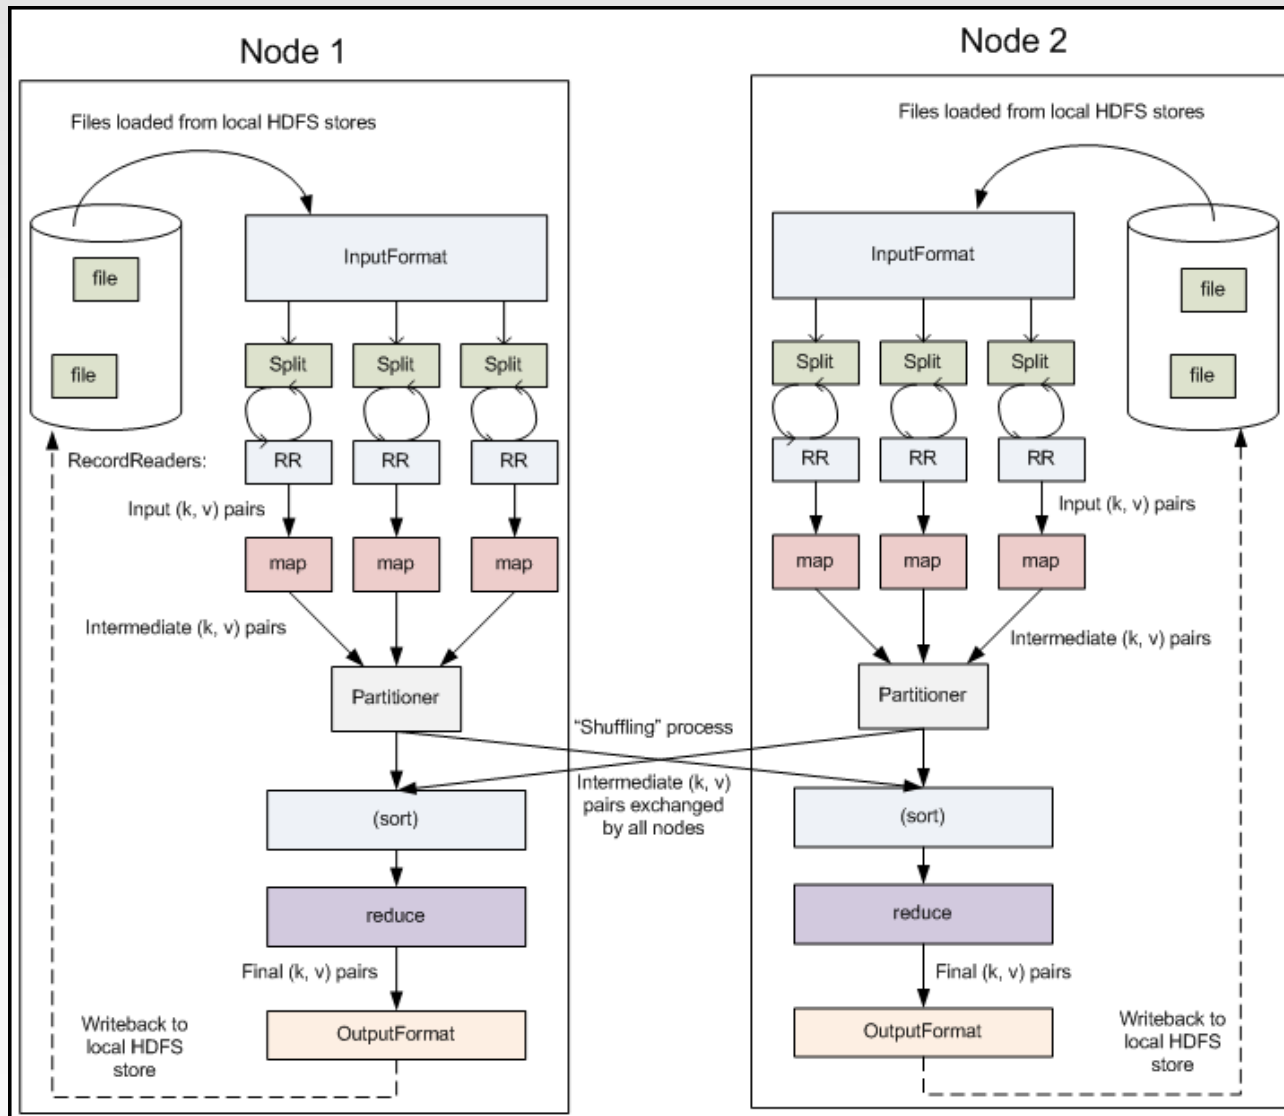 Node 1
Files loaded from local HDFS stores
InputFormat
file
file
Split
Split
Split
RecordReaders:
RR
RR
RR
Input (k, v) pairs
map
map
map
Intermediate (k, v) pairs
Partitioner
(sort)
reduce
Final (k, v) pairs
OutputFormat
Writeback to
local HDFS
store
“Shuffling” process
Intermediate (k, v)
pairs exchanged
by all nodes
Node 2
Files loaded from local HDFS stores
InputFormat
file
file
Split
Split
Split
RR
RR
RR
Input (k, v) pairs
map
map
map
Intermediate (k, v) pairs
Partitioner
(sort)
reduce
Final (k, v) pairs
OutputFormat
Writeback to
local HDFS
store